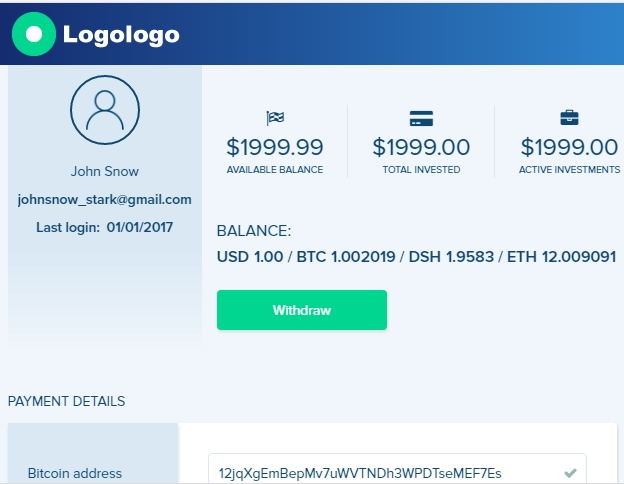 Logologo
John Snow
johnsnow_stark@gmail.com
Last login: 01/01/2017
$1999.99
AVAILABLE BALANCE
$1999.00
TOTAL INVESTED
$1999.00
ACTIVE INVESTMENTS
BALANCE:
USD 1.00 / BTC 1.002019 / DSH 1.9583 / ETH 12.009091
Withdraw
PAYMENT DETAILS
Bitcoin address
12jqXgEmBepMv7uWVTNDh3WPDTseMEF7Es